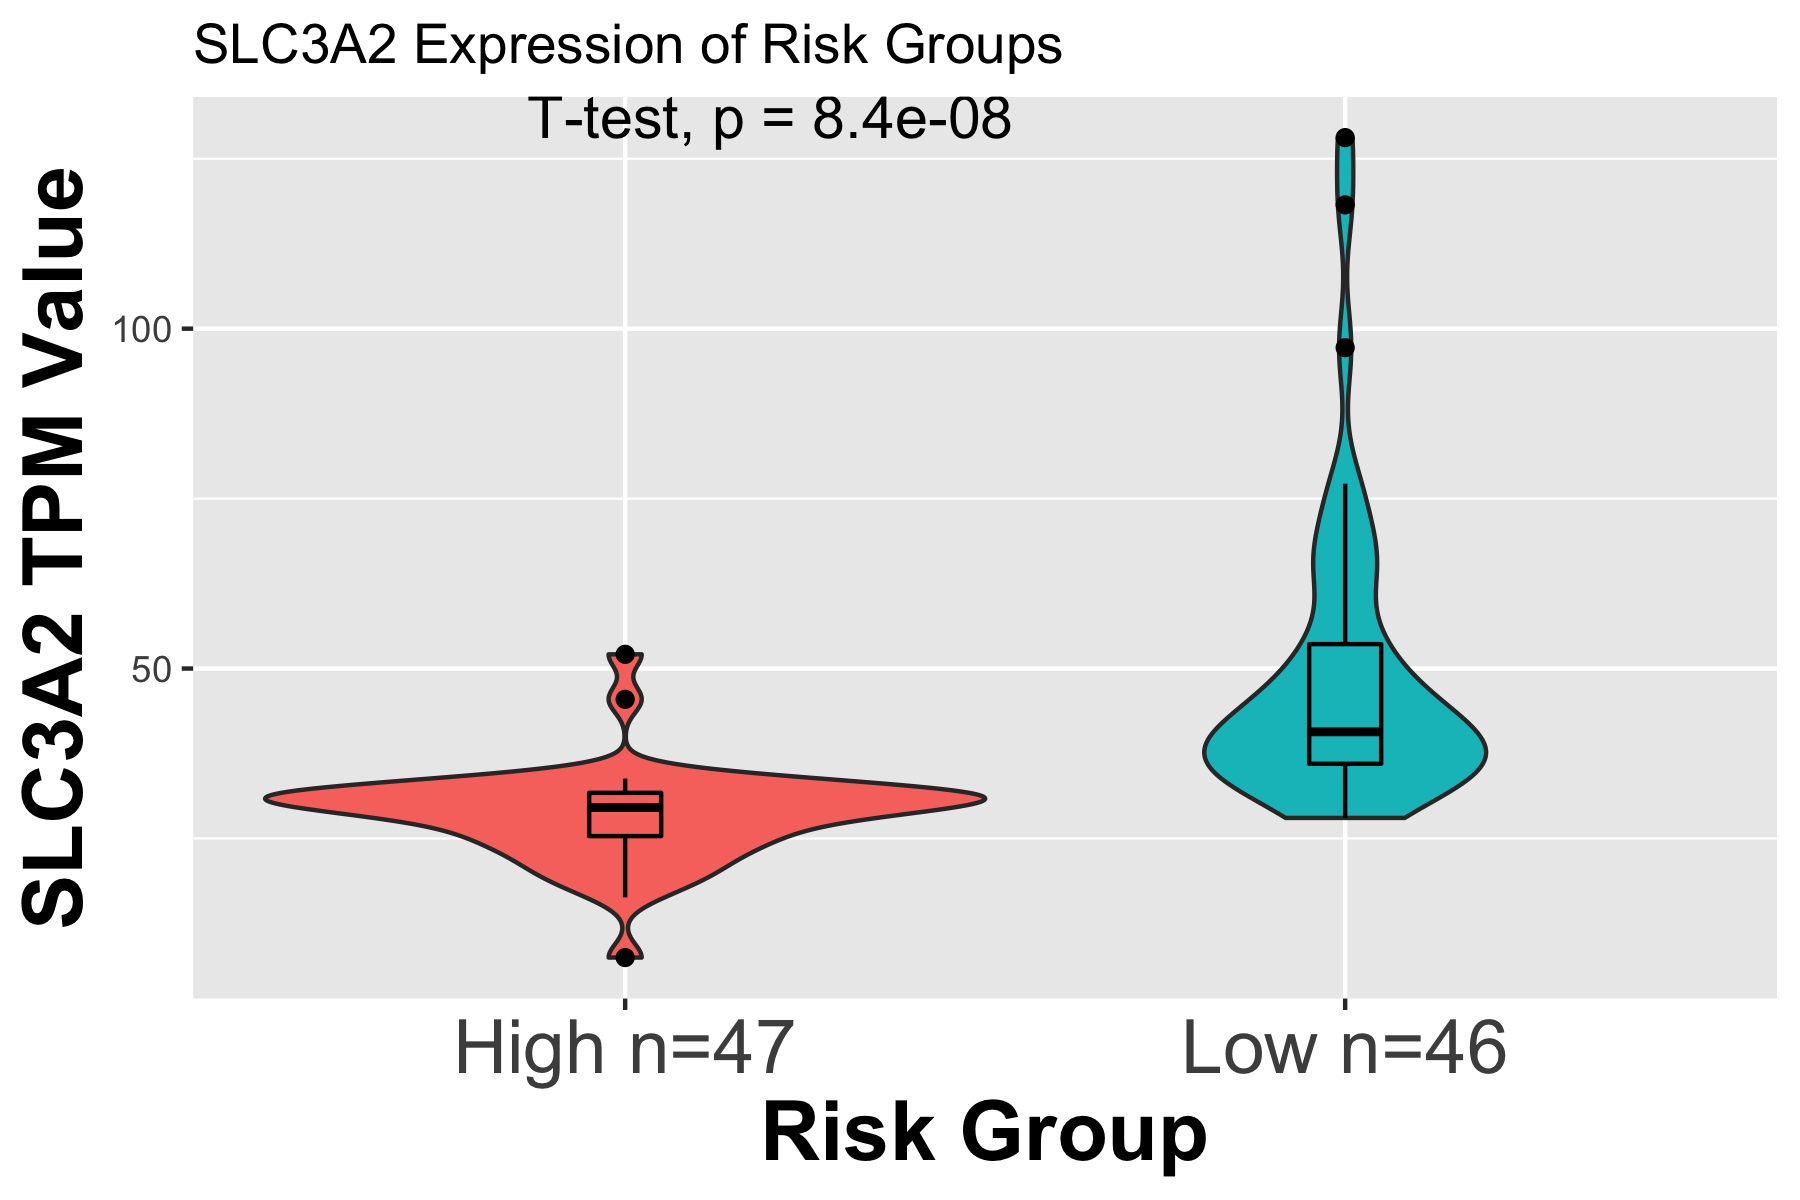 SLC3A2 Expression of Risk Groups
T-test, p = 8.4e-08
SLC3A2 TPM Value
100
50
High n=47
Low n=46
Risk Group